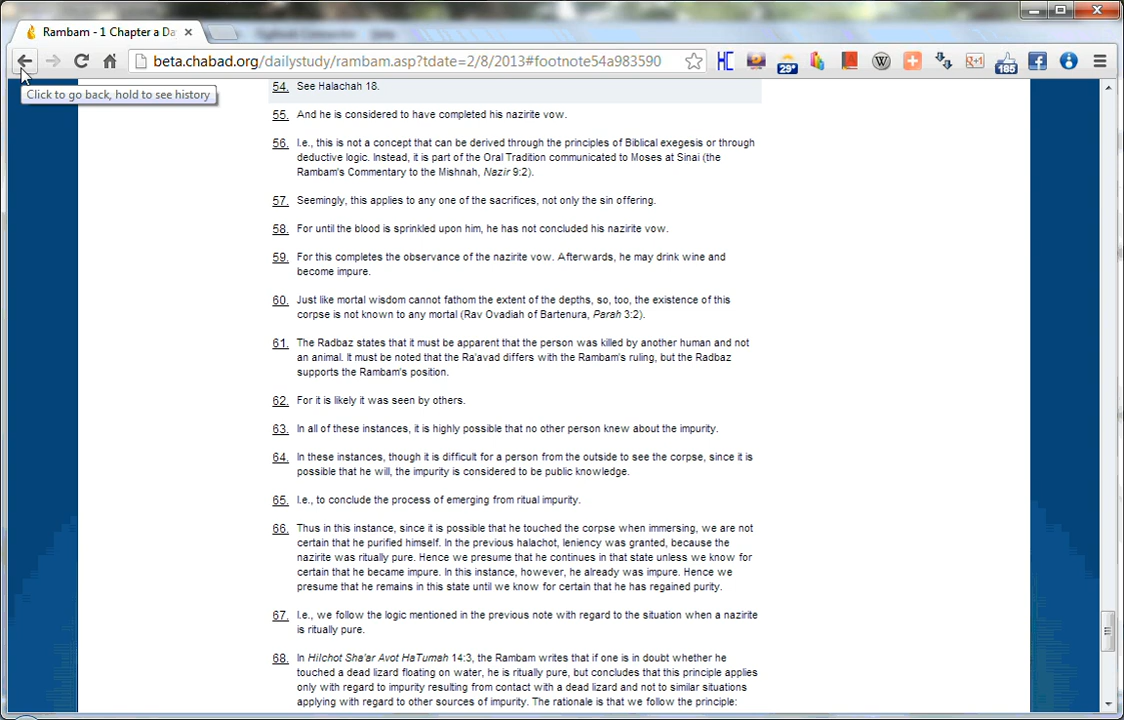 Rambam - 1 Chapter a Da
beta.chabad.org/dailystudy/rambam.asp?tdate=2/8/2013#footnote54a983590
HC
29°
W
+1
185
Click to go back, hold to see history
54. See Halachah 18.
55. And he is considered to have completed his nazirite vow.
56. I.e., this is not a concept that can be derived through the principles of Biblical exegesis or through
deductive logic. Instead, it is part of the Oral Tradition communicated to Moses at Sinai (the
Rambam's Commentary to the Mishnah, Nazir 9:2).
57. Seemingly, this applies to any one of the sacrifices, not only the sin offering.
58. For until the blood is sprinkled upon him, he has not concluded his nazirite vow.
59. For this completes the observance of the nazirite vow. Afterwards, he may drink wine and
become impure.
60. Just like mortal wisdom cannot fathom the extent of the depths, so, too, the existence of this
corpse is not known to any mortal (Rav Ovadiah of Bartenura, Parah 3:2).
61. The Radbaz states that it must be apparent that the person was killed by another human and not
an animal. It must be noted that the Ra'avad differs with the Rambam's ruling, but the Radbaz
supports the Rambam's position.
62. For it is likely it was seen by others.
63. In all of these instances, it is highly possible that no other person knew about the impurity.
64. In these instances, though it is difficult for a person from the outside to see the corpse, since it is
possible that he will, the impurity is considered to be public knowledge.
65. I.e., to conclude the process of emerging from ritual impurity.
66. Thus in this instance, since it is possible that he touched the corpse when immersing, we are not
certain that he purified himself. In the previous halachot, leniency was granted, because the
nazirite was ritually pure. Hence we presume that he continues in that state unless we know for
certain that he became impure. In this instance, however, he already was impure. Hence we
presume that he remains in this state until we know for certain that he has regained purity.
67. I.e., we follow the logic mentioned in the previous note with regard to the situation when a nazirite
is ritually pure.
68. In Hilchot Sha'ar Avot HaTumah 14:3, the Rambam writes that if one is in doubt whether he
touched a dead lizard floating on water, he is ritually pure, but concludes that this principle applies
only with regard to impurity resulting from contact with a dead lizard and not to similar situations
applying with regard to other sources of impurity. The rationale is that we follow the principle: